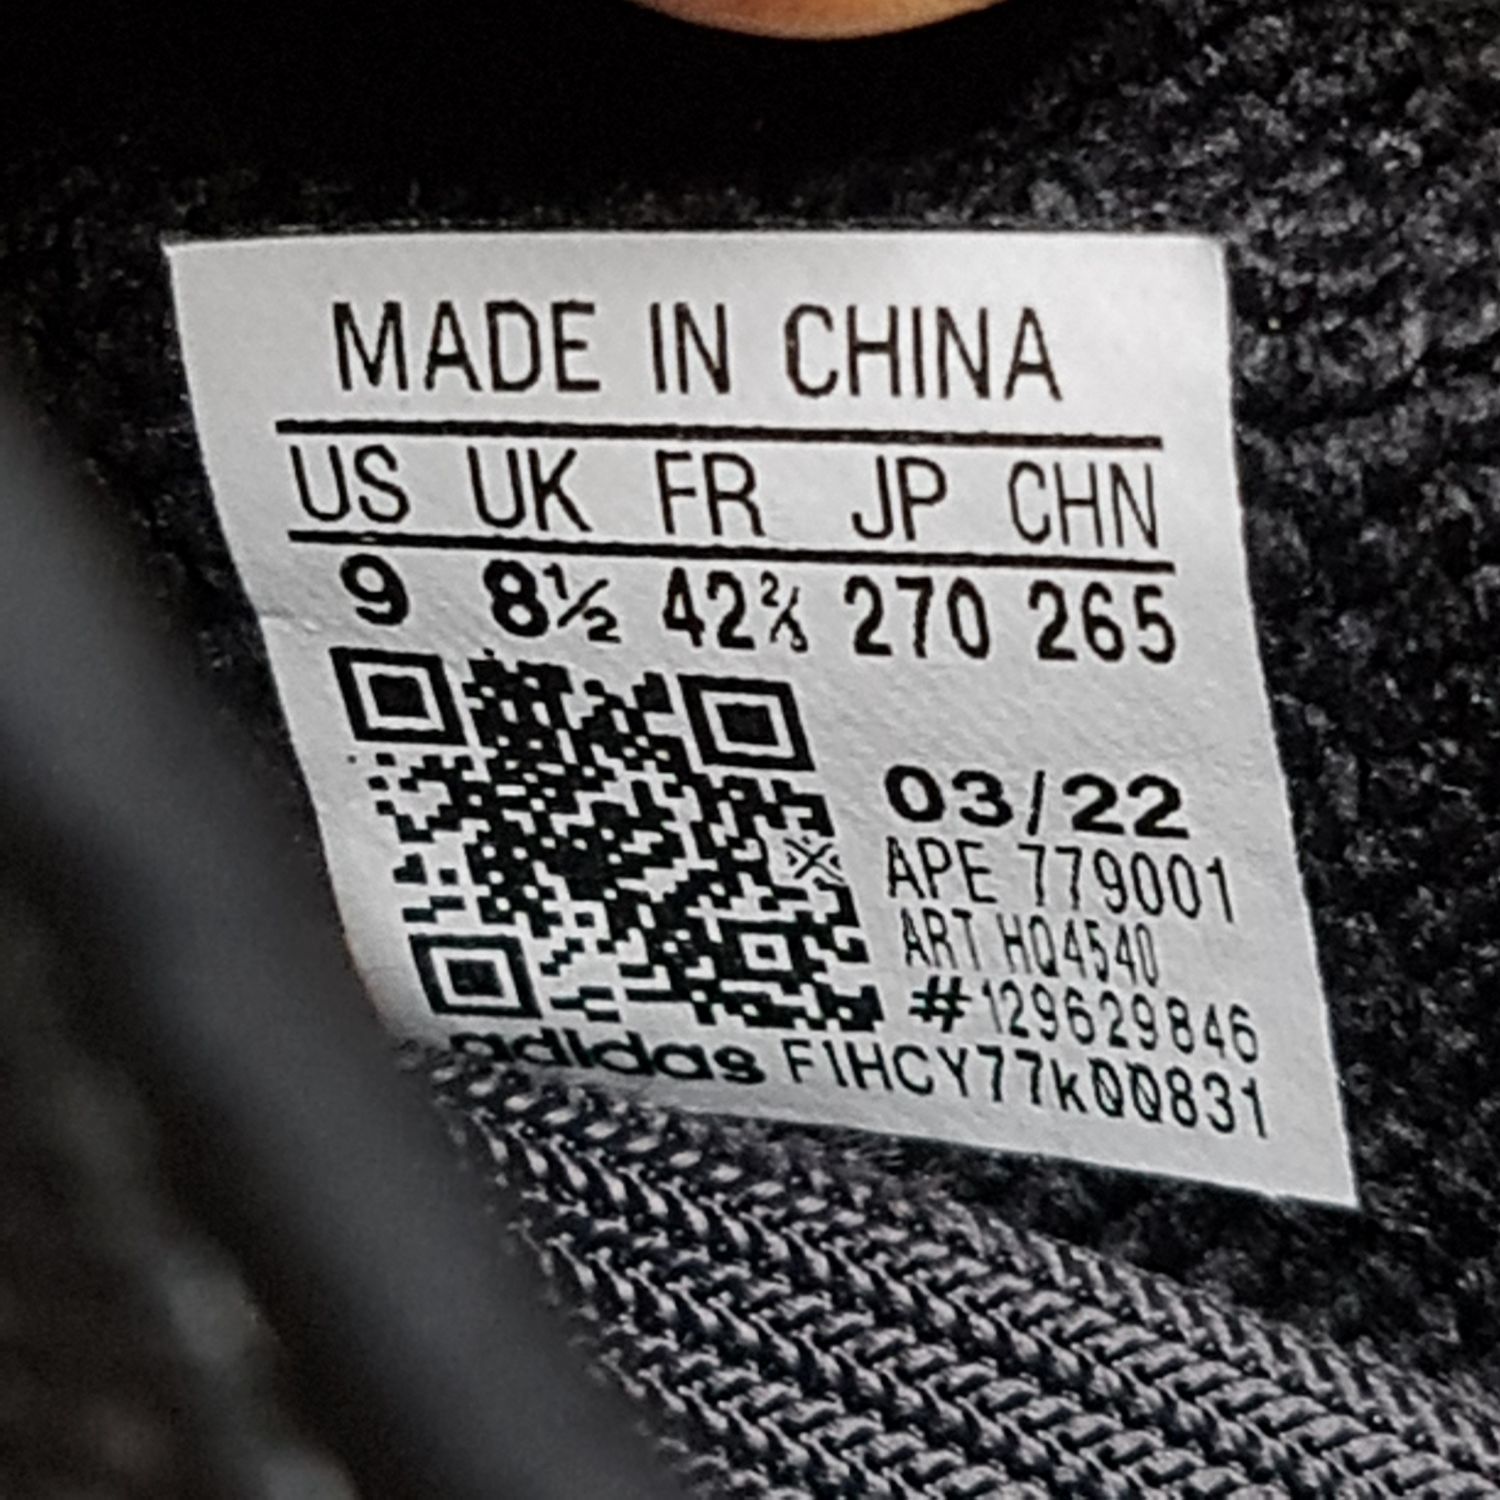 MADE IN CHINA
US UK FR JP CHN
9 8½ 42⅔ 270 265
03/22
APE 779001
ART HQ4540
#129629846
adidas F1HCY77K00831